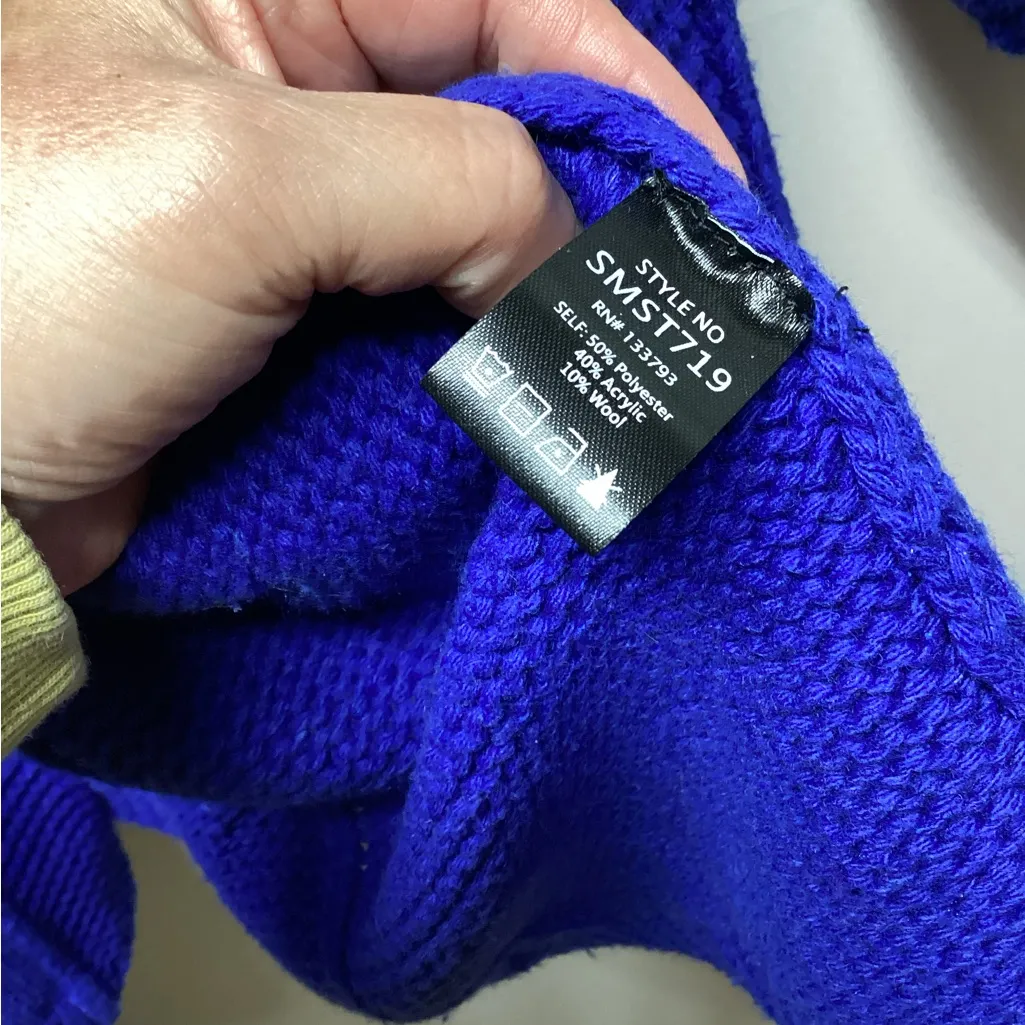 STYLE NO
SMST719
RN# 133793
SELF: 50% Polyester
40% Acrylic
10% Wool